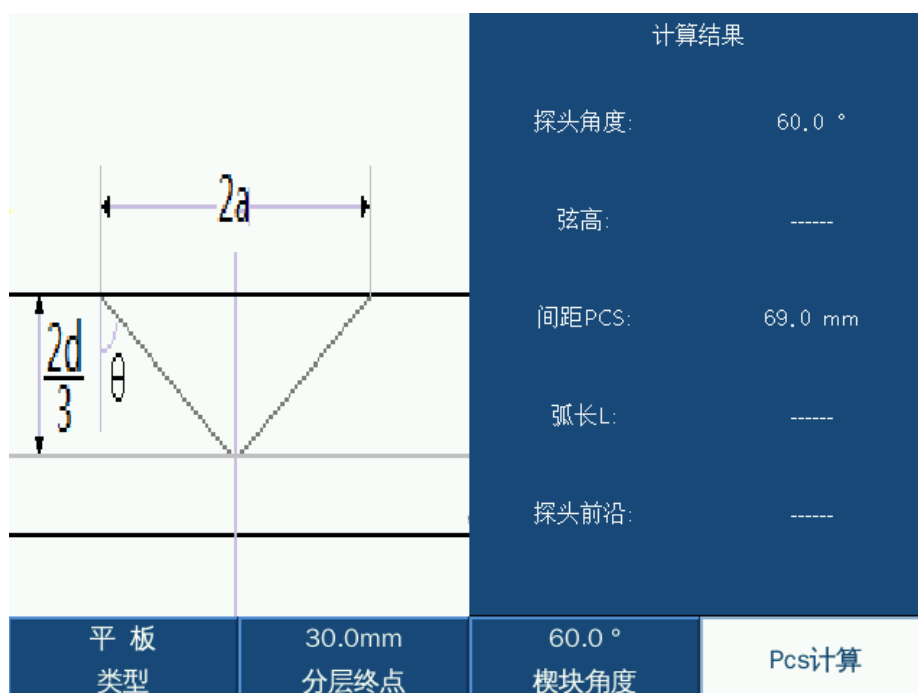 计算结果
探头角度: 60.0 °
2a
弦高: ------
间距PCS: 69.0 mm
2d
3
θ
弧长L: ------
探头前沿: ------
平 板 30.0mm 60.0 °
类型 分层终点 楔块角度 Pcs计算